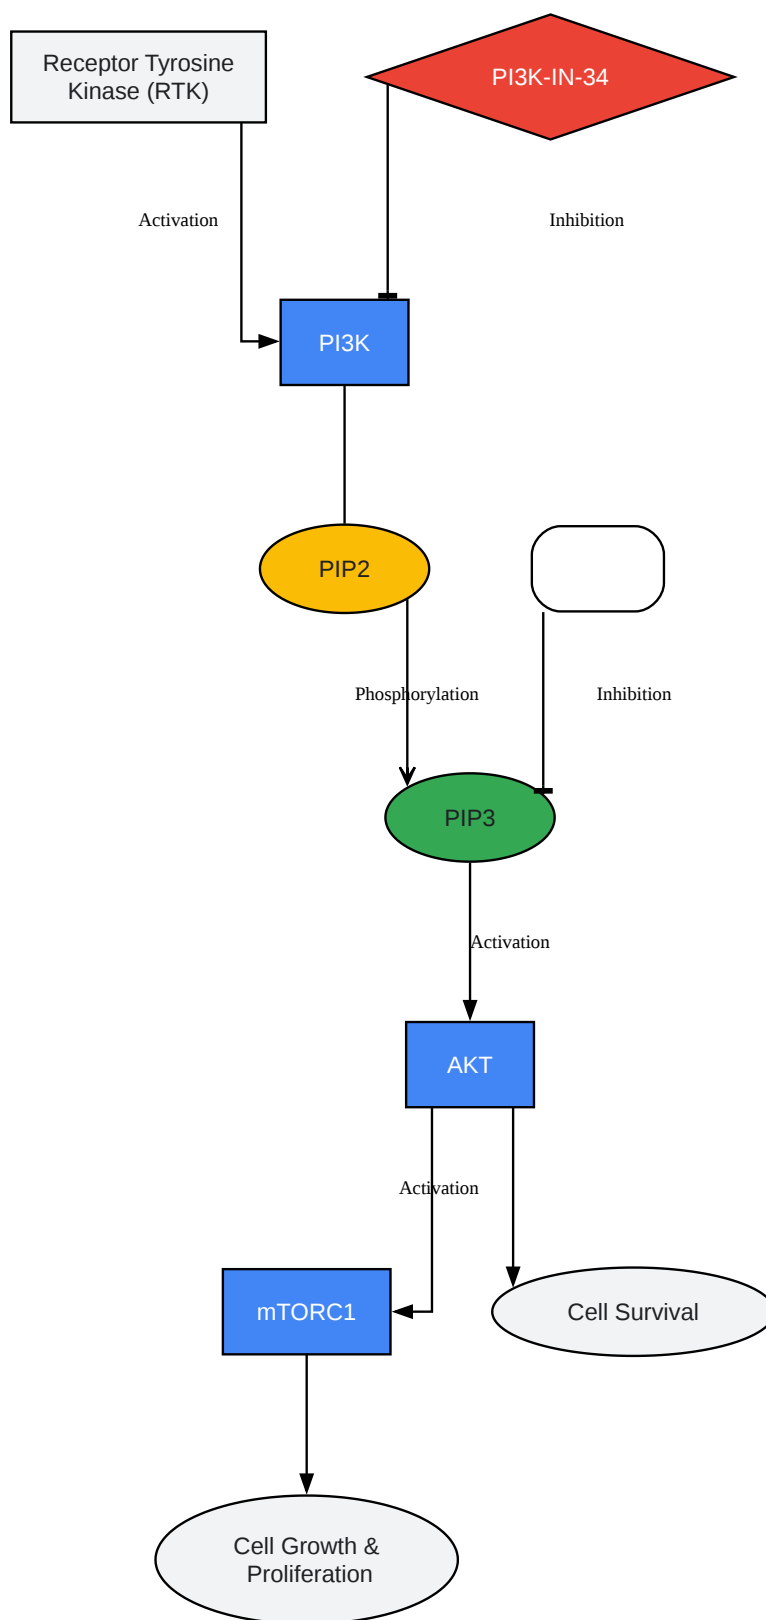 Receptor Tyrosine
Kinase (RTK)
PI3K-IN-34
Activation
Inhibition
PI3K
PIP2
Phosphorylation
Inhibition
PIP3
Activation
AKT
Activation
mTORC1
Cell Survival
Cell Growth &
Proliferation